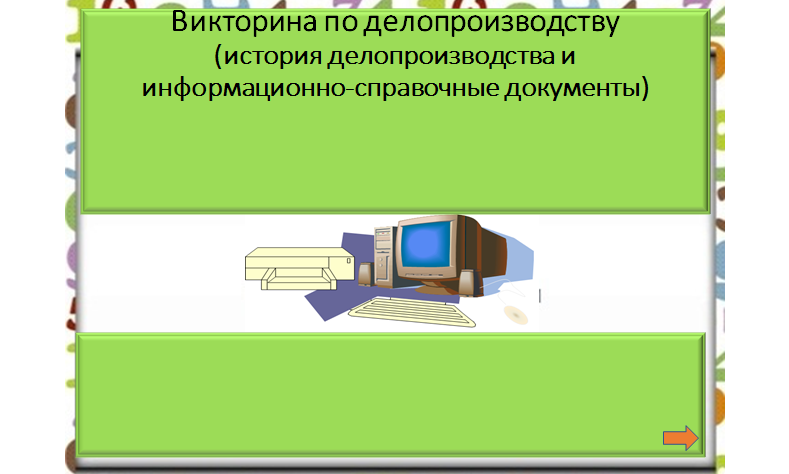 Викторина по делопроизводству
(история делопроизводства и
информационно-справочные документы)